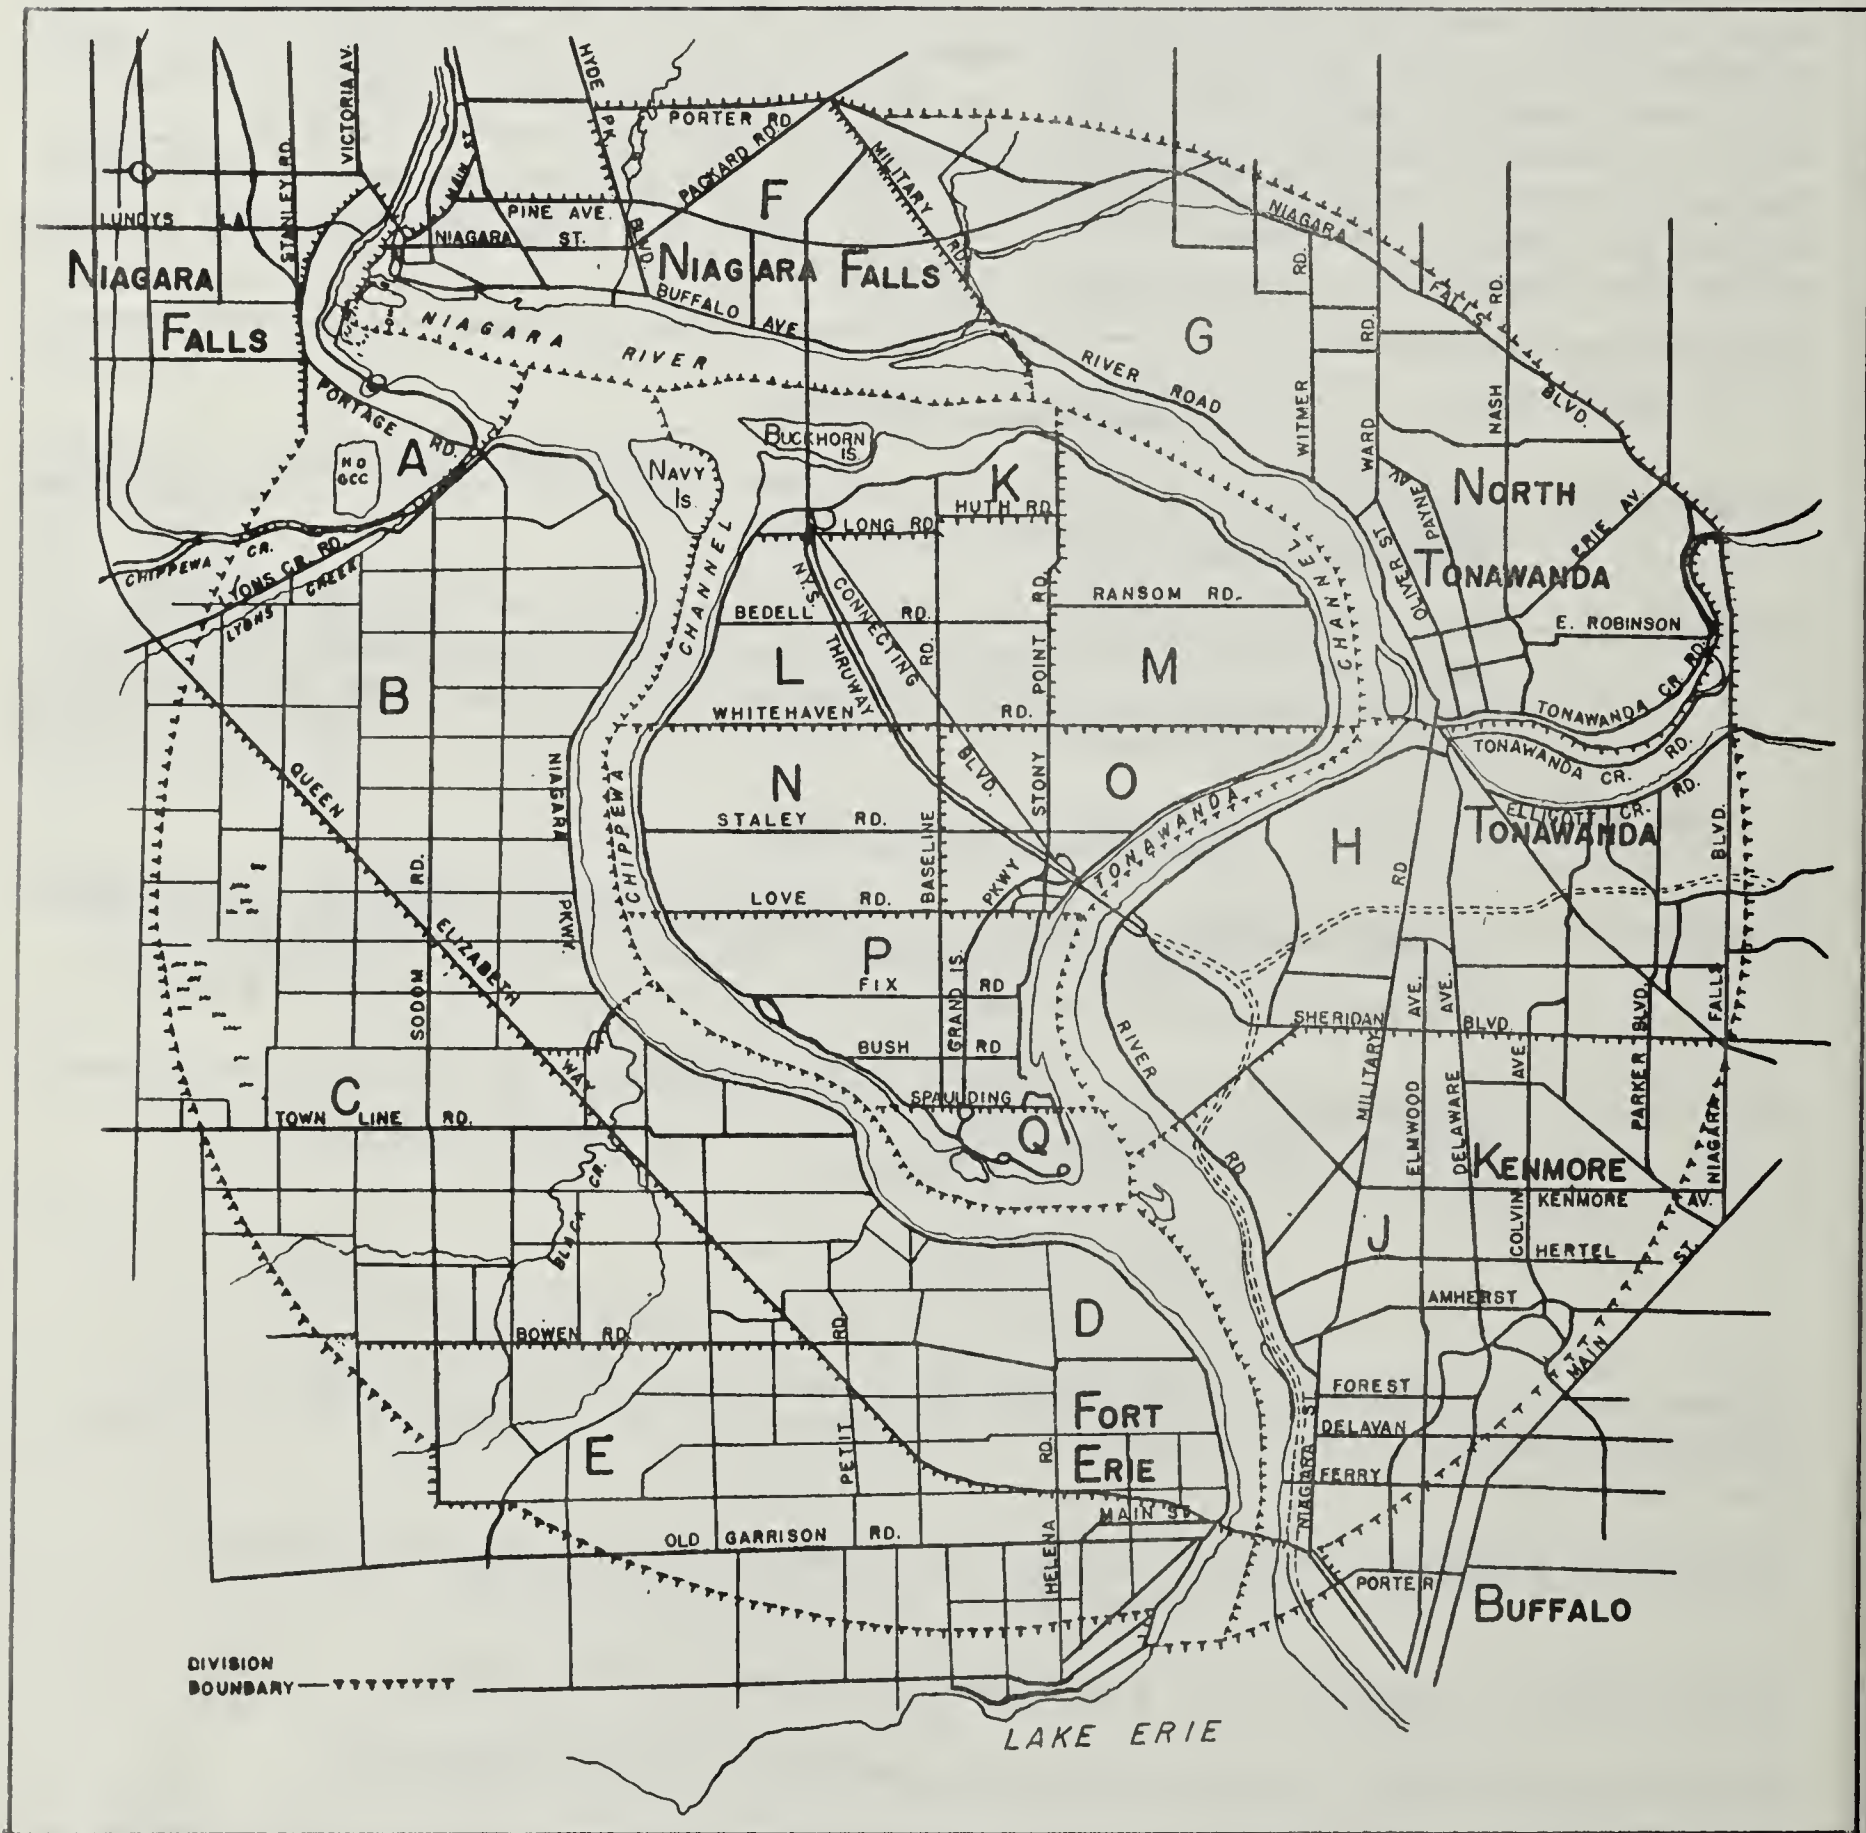 HYDE
PK.
BLVD.
VICTORIA AV.
STANLEY RD.
MAIN ST
PORTER RD.
PACKARD RD.
MILITARY
RD.
F
LUNDYS LA.
PINE AVE.
NIAGARA ST.
NIAGARA
FALLS
NIAGARA FALLS
BUFFALO AVE
NIAGARA RIVER
NIAGARA
FALLS
BLVD.
G
RIVER ROAD
WITMER
RD.
WARD
RD.
NASH
RD.
PORTAGE RD.
A
BUCKHORN
IS.
NAVY
IS.
K
HUTH RD.
LONG RD.
NORTH
TONAWANDA
PAYNE AV.
OLIVER ST
E. ROBINSON
CHIPPEWA CR.
LYONS CR. RD.
LYONS CREEK
CHANNEL
CHANNEL
N.Y.S.
THRUWAY
CONNECTING
BLVD.
BEDELL RD.
RANSOM RD.
STONY POINT RD.
B
L
M
WHITEHAVEN RD.
TONAWANDA CR. RD.
TONAWANDA CR. RD.
ELLICOTT CR. RD.
QUEEN
ELIZABETH
WAY
NIAGARA
PKWY.
CHIPPEWA
N
O
STALEY RD.
BASELINE
RD.
TONAWANDA
H
TONAWANDA
SODOM
RD.
LOVE RD.
GRAND IS.
PKWY
P
FIX RD
BUSH RD
SPAULDING
Q
RIVER
RD
SHERIDAN BLVD.
MILITARY
RD
ELMWOOD
AVE.
DELAWARE
AVE.
COLVIN
AVE
PARKER BLVD.
NIAGARA
FALLS
BLVD.
C
TOWN LINE RD.
KENMORE
KENMORE AV.
BLACK CR.
J
HERTEL
AMHERST
MAIN
ST.
D
BOWEN RD.
PETIT
RD.
FOREST
DELAVAN
FERRY
NIAGARA ST
FORT
ERIE
E
HELENA
RD.
MAIN ST
OLD GARRISON RD.
PORTER
BUFFALO
DIVISION
BOUNDARY
LAKE ERIE